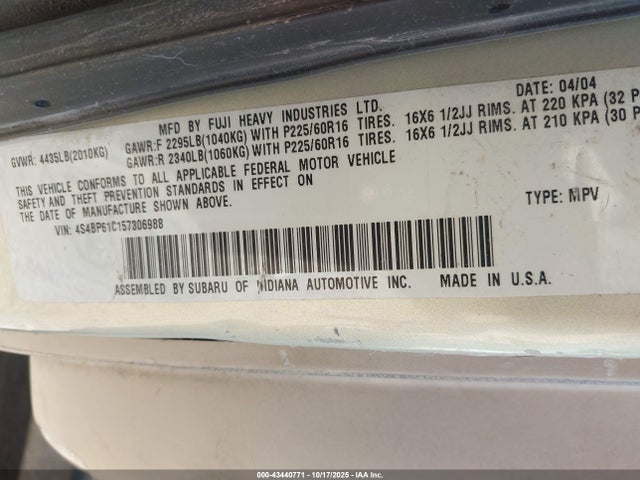 DATE: 04/04
MFD BY FUJI HEAVY INDUSTRIES LTD.
GVWR: 4435LB(2010KG) GAWR:F 2295LB(1040KG) WITH P225/60R16 TIRES. 16X6 1/2JJ RIMS. AT 220 KPA (32 P
GAWR:R 2340LB(1060KG) WITH P225/60R16 TIRES. 16X6 1/2JJ RIMS. AT 210 KPA (30 P
THIS VEHICLE CONFORMS TO ALL APPLICABLE FEDERAL MOTOR VEHICLE
SAFETY AND THEFT PREVENTION STANDARDS IN EFFECT ON
THE DATE OF MANUFACTURE SHOWN ABOVE.
VIN: 4S4BP61C157306988 TYPE: MPV
ASSEMBLED BY SUBARU OF INDIANA AUTOMOTIVE INC. MADE IN U.S.A.
000-43440771 - 10/17/2025 - IAA Inc.